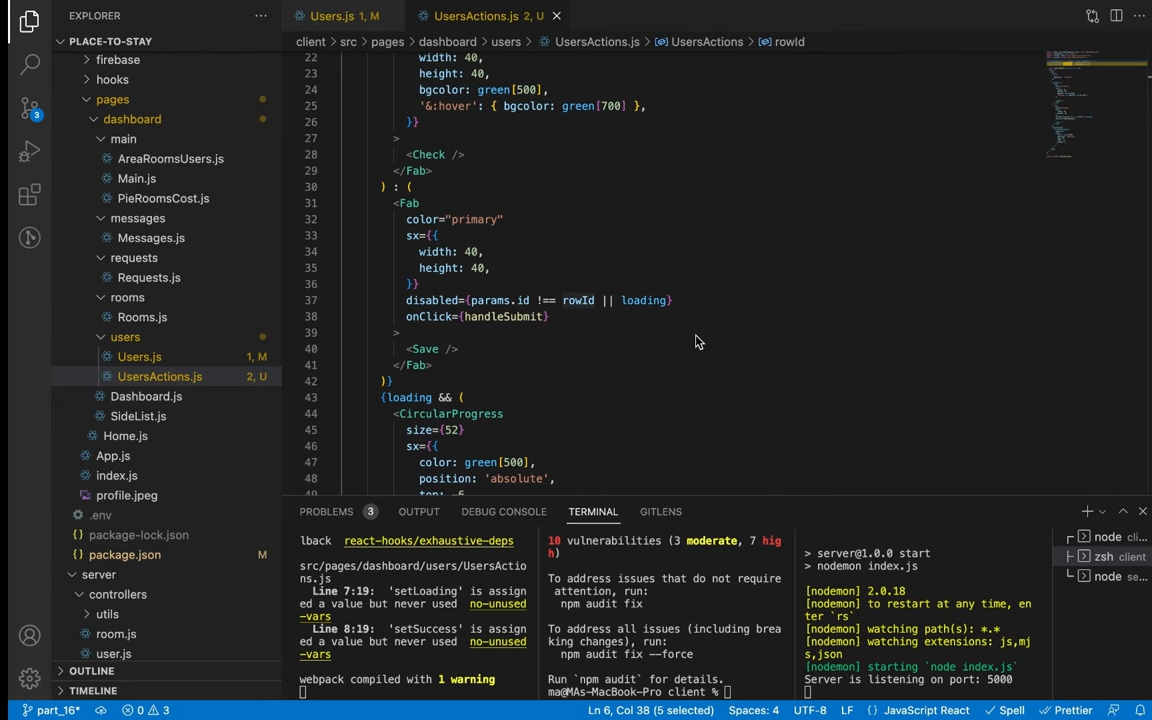 EXPLORER
Users.js 1, M
UsersActions.js 2, U
PLACE-TO-STAY
client > src > pages > dashboard > users > UsersActions.js > UsersActions > rowId
firebase
hooks
pages
dashboard
main
AreaRoomsUsers.js
Main.js
PieRoomsCost.js
messages
Messages.js
requests
Requests.js
rooms
Rooms.js
users
Users.js 1, M
UsersActions.js 2, U
Dashboard.js
SideList.js
Home.js
App.js
index.js
profile.jpeg
.env
package-lock.json
package.json M
server
controllers
utils
room.js
user.js
OUTLINE
TIMELINE
3
22 width: 40,
23 height: 40,
24 bgcolor: green[500],
25 '&:hover': { bgcolor: green[700] },
26 }}
27 >
28 <Check />
29 </Fab>
30 ) : (
31 <Fab
32 color="primary"
33 sx={{
34 width: 40,
35 height: 40,
36 }}
37 disabled={params.id !== rowId || loading}
38 onClick={handleSubmit}
39 >
40 <Save />
41 </Fab>
42 )}
43 {loading && (
44 <CircularProgress
45 size={52}
46 sx={{
47 color: green[500],
48 position: 'absolute',
49 top: -6,
PROBLEMS 3 OUTPUT DEBUG CONSOLE TERMINAL GITLENS
lback react-hooks/exhaustive-deps
src/pages/dashboard/users/UsersActio
ns.js
Line 7:19: 'setLoading' is assign
ed a value but never used no-unused
-vars
Line 8:19: 'setSuccess' is assign
ed a value but never used no-unused
-vars
webpack compiled with 1 warning
10 vulnerabilities (3 moderate, 7 hig
h)
To address issues that do not require
attention, run:
npm audit fix
To address all issues (including brea
king changes), run:
npm audit fix --force
Run `npm audit` for details.
ma@MAs-MacBook-Pro client %
> server@1.0.0 start
> nodemon index.js
[nodemon] 2.0.18
[nodemon] to restart at any time, en
ter `rs`
[nodemon] watching path(s): *.*
[nodemon] watching extensions: js,mj
s,json
[nodemon] starting `node index.js`
Server is listening on port: 5000
node cli...
zsh client
node se...
part_16* 0 3 Ln 6, Col 38 (5 selected) Spaces: 4 UTF-8 LF JavaScript React Spell Prettier